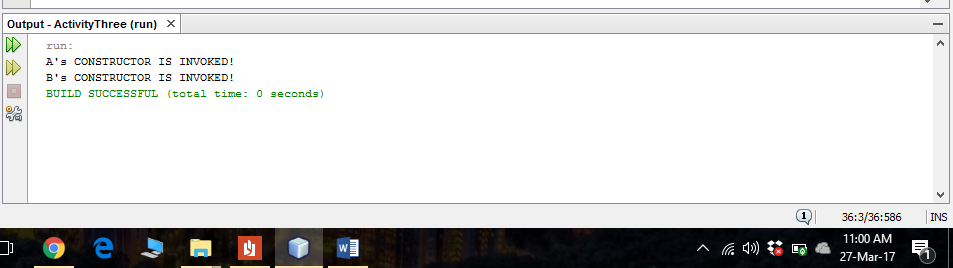 Output - ActivityThree (run) ×
run:
A's CONSTRUCTOR IS INVOKED!
B's CONSTRUCTOR IS INVOKED!
BUILD SUCCESSFUL (total time: 0 seconds)
1
36:3/36:586
INS
11:00 AM
27-Mar-17
1